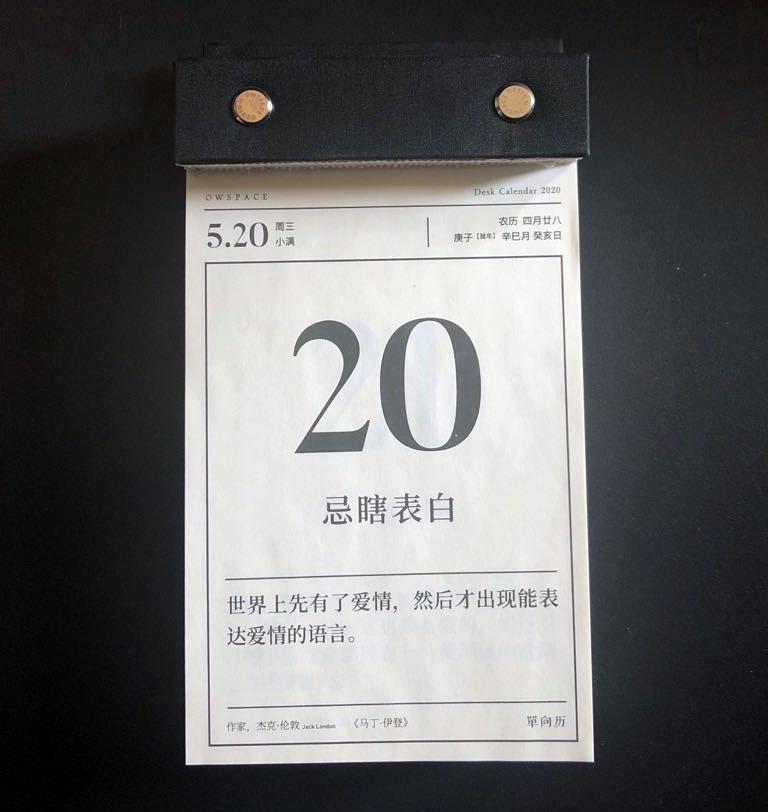 OWSPACE
Desk Calendar 2020
5.20 周三
小满
农历 四月廿八
庚子【鼠年】辛巳月 癸亥日
20
忌瞎表白
世界上先有了爱情，然后才出现能表
达爱情的语言。
作家，杰克·伦敦 Jack London 《马丁·伊登》
單向历